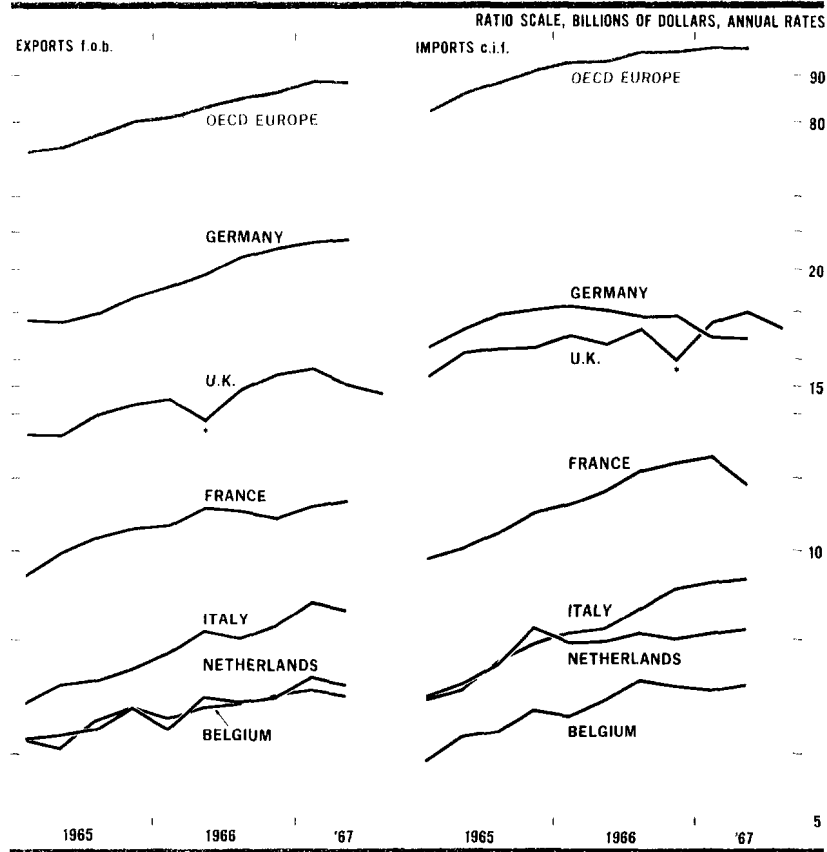 RATIO SCALE, BILLIONS OF DOLLARS, ANNUAL RATES
EXPORTS f.o.b.
IMPORTS c.i.f.
90
OECD EUROPE
OECD EUROPE
80
GERMANY
20
GERMANY
U.K.
U.K.
*
15
*
FRANCE
FRANCE
10
ITALY
ITALY
NETHERLANDS
NETHERLANDS
BELGIUM
BELGIUM
5
1965 1966 '67
1965 1966 '67